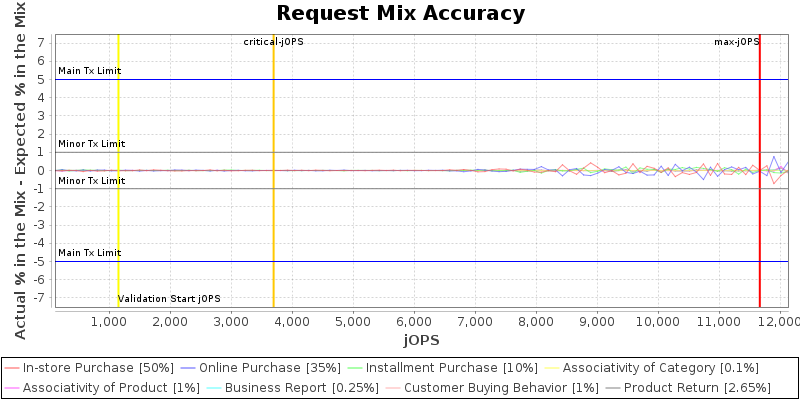 Request Mix Accuracy
critical-jOPS
max-jOPS
Main Tx Limit
Minor Tx Limit
Minor Tx Limit
Main Tx Limit
Validation Start jOPS
7
6
5
4
3
2
1
0
-1
-2
-3
-4
-5
-6
-7
Actual % in the Mix - Expected % in the Mix
1,000 2,000 3,000 4,000 5,000 6,000 7,000 8,000 9,000 10,000 11,000 12,000
jOPS
In-store Purchase [50%] Online Purchase [35%] Installment Purchase [10%] Associativity of Category [0.1%]
Associativity of Product [1%] Business Report [0.25%] Customer Buying Behavior [1%] Product Return [2.65%]